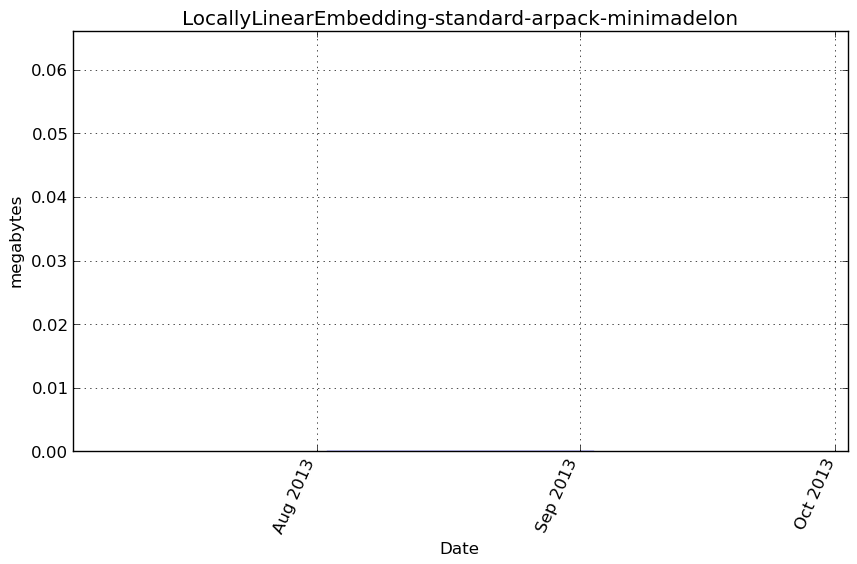 LocallyLinearEmbedding-standard-arpack-minimadelon
0.06
0.05
0.04
0.03
0.02
0.01
0.00
megabytes
Aug 2013
Sep 2013
Oct 2013
Date